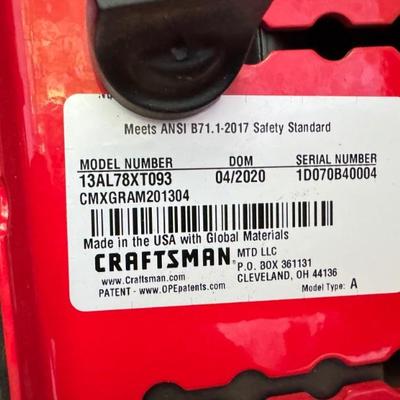 Meets ANSI B71.1-2017 Safety Standard
MODEL NUMBER DOM SERIAL NUMBER
13AL78XT093 04/2020 1D070B40004
CMXGRAM201304
Made in the USA with Global Materials
CRAFTSMAN MTD LLC
www.Craftsman.com P.O. BOX 361131
PATENT - www.OPEpatents.com CLEVELAND, OH 44136
Model Type: A